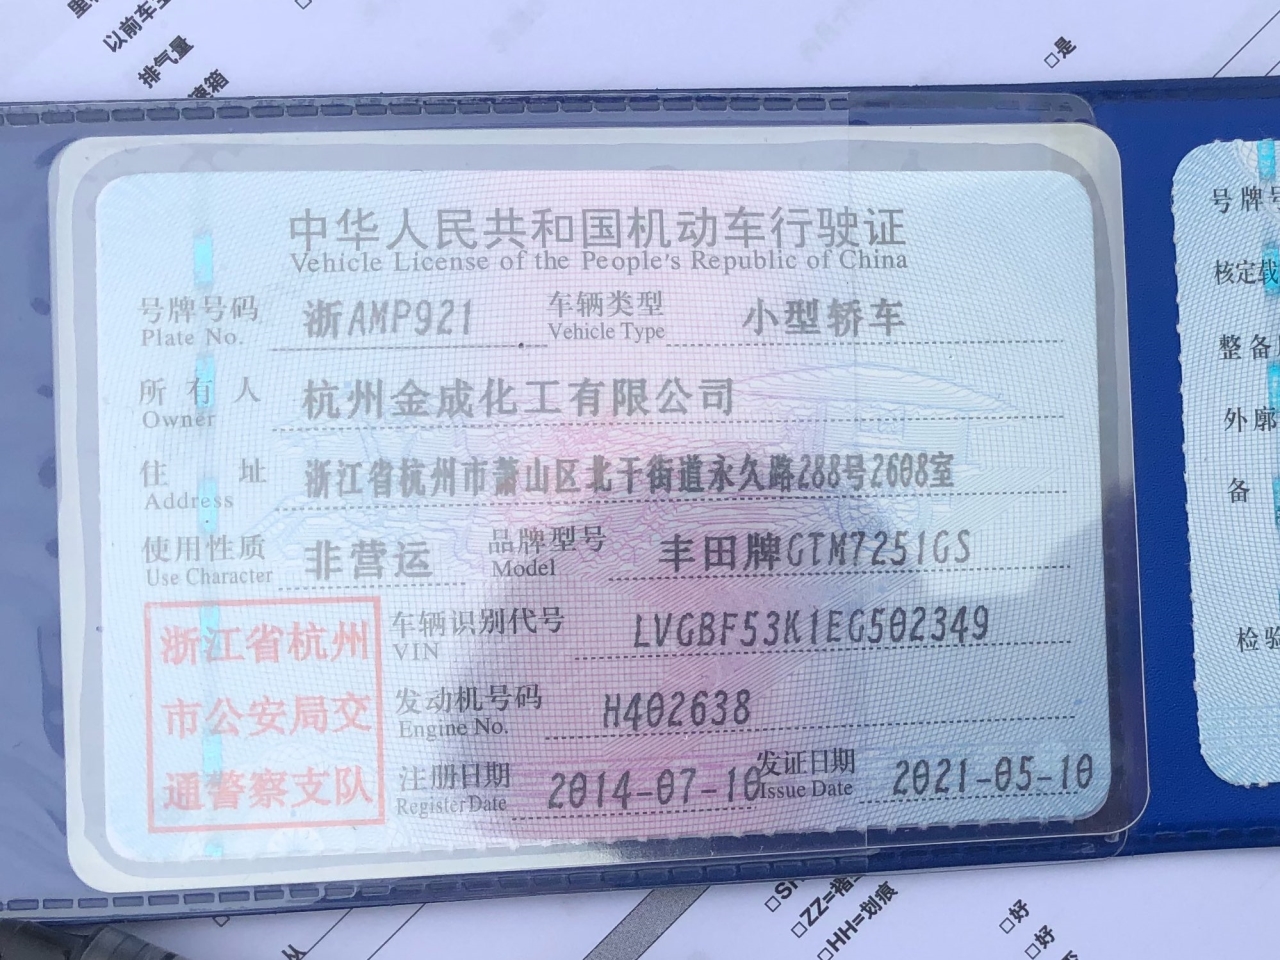 以前车
排气量
速箱
□是
中华人民共和国机动车行驶证
Vehicle License of the People's Republic of China
号牌号码 浙AMP921 车辆类型 小型轿车
Plate No. Vehicle Type
所有人 杭州金成化工有限公司
Owner
住址 浙江省杭州市萧山区北干街道永久路288号2608室
Address
使用性质 非营运 品牌型号 丰田牌GTM7251GS
Use Character Model
车辆识别代号 LVGBF53K1EG502349
VIN
发动机号码 H402638
Engine No.
注册日期 2014-07-10 发证日期 2021-05-10
Register Date Issue Date
浙江省杭州
市公安局交
通警察支队
号牌号
核定载
整备
外廓
备
检验
□S
□ZZ=
□HH=划痕
□好
□好